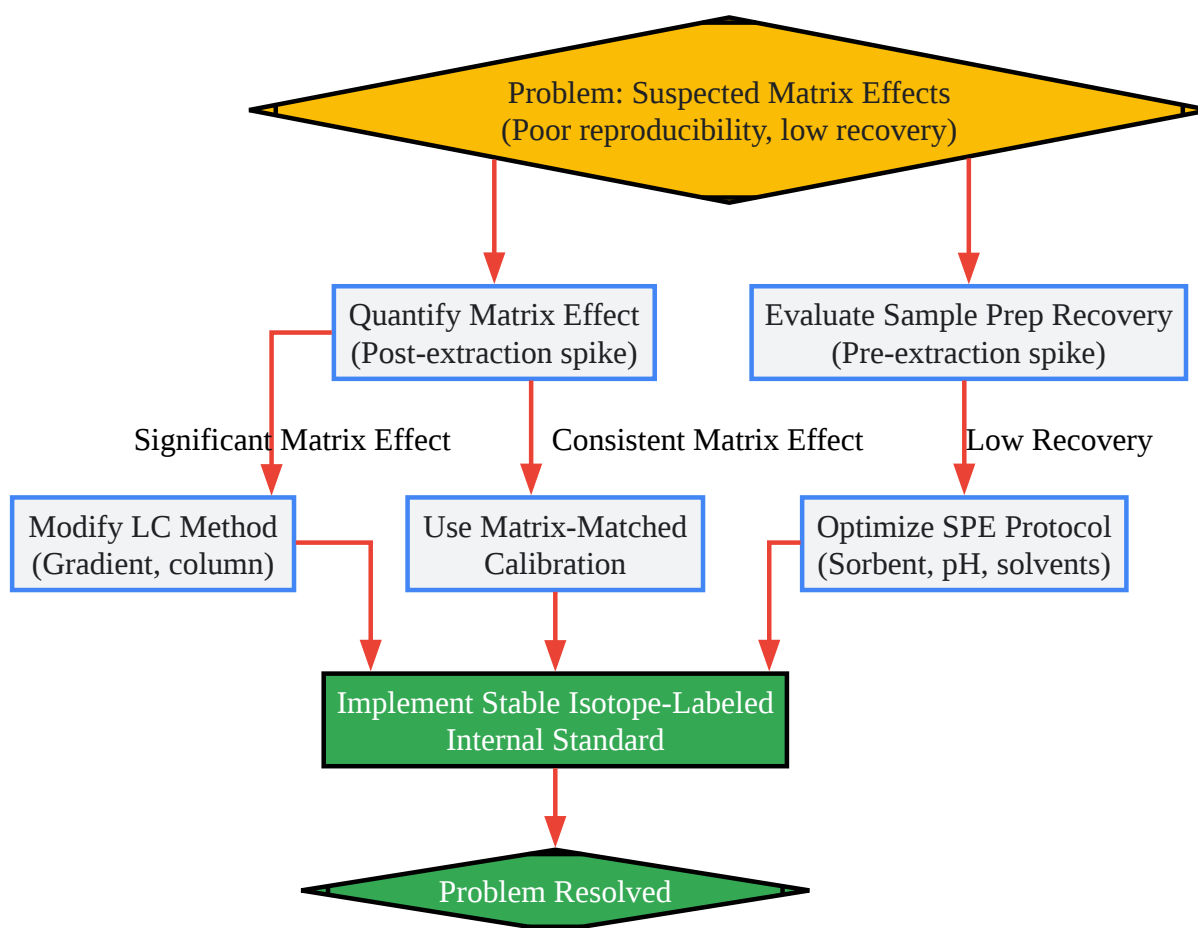 Problem: Suspected Matrix Effects
(Poor reproducibility, low recovery)
Quantify Matrix Effect
(Post-extraction spike)
Evaluate Sample Prep Recovery
(Pre-extraction spike)
Significant Matrix Effect
Consistent Matrix Effect
Low Recovery
Modify LC Method
(Gradient, column)
Use Matrix-Matched
Calibration
Optimize SPE Protocol
(Sorbent, pH, solvents)
Implement Stable Isotope-Labeled
Internal Standard
Problem Resolved